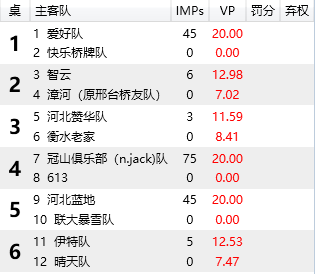 桌 主客队 IMPs VP 罚分 弃权
1 1 爱好队 45 20.00
2 快乐桥牌队 0 0.00
2 3 智云 6 12.98
4 漳河（原邢台桥友队） 0 7.02
3 5 河北赞华队 3 11.59
6 衡水老家 0 8.41
4 7 冠山俱乐部（n.jack)队 75 20.00
8 613 0 0.00
5 9 河北蓝地 45 20.00
10 联大暴雪队 0 0.00
6 11 伊特队 5 12.53
12 晴天队 0 7.47